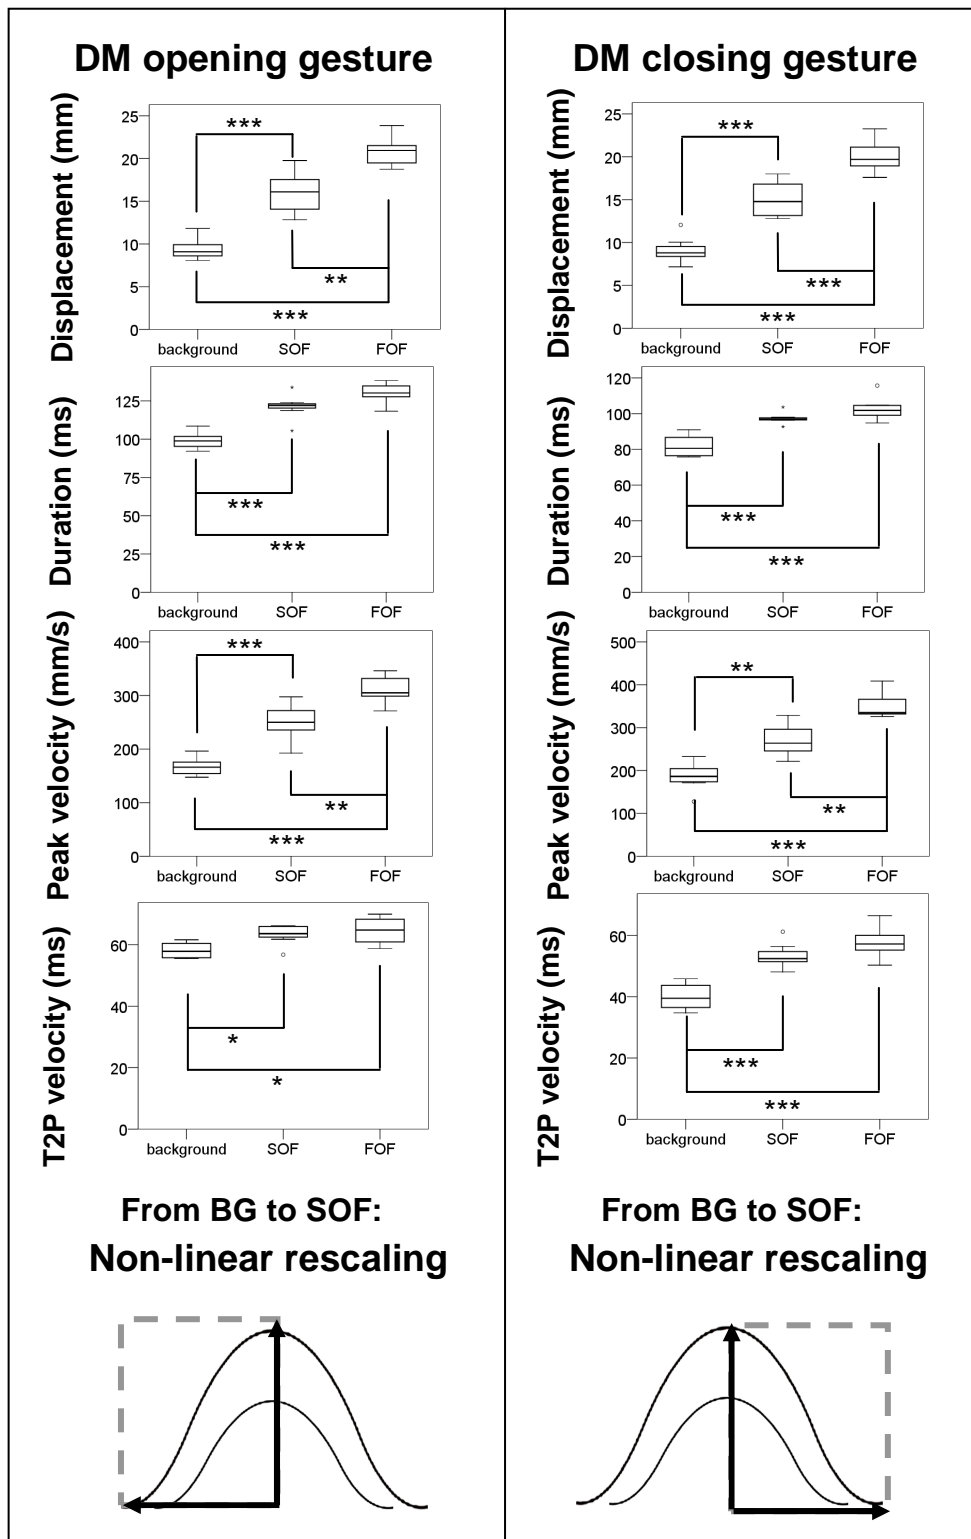 DM opening gesture
Displacement (mm)
25
20
15
10
5
0
***
**
***
background SOF FOF
Duration (ms)
125
100
75
50
25
0
***
***
background SOF FOF
Peak velocity (mm/s)
400
300
200
100
0
***
**
***
background SOF FOF
T2P velocity (ms)
60
40
20
0
*
*
background SOF FOF
From BG to SOF:
Non-linear rescaling
DM closing gesture
Displacement (mm)
25
20
15
10
5
0
***
***
***
background SOF FOF
Duration (ms)
120
100
80
60
40
20
0
***
***
background SOF FOF
Peak velocity (mm/s)
500
400
300
200
100
0
**
**
***
background SOF FOF
T2P velocity (ms)
60
40
20
0
***
***
background SOF FOF
From BG to SOF:
Non-linear rescaling